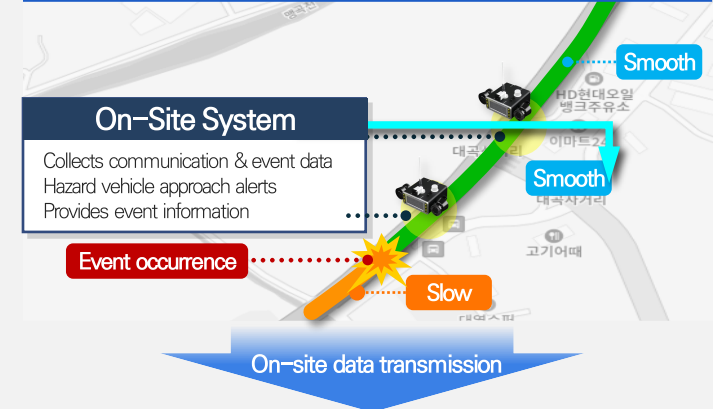 Smooth
HD현대오일
뱅크주유소
이마트24
On-Site System
Collects communication & event data
Hazard vehicle approach alerts
Provides event information
Smooth
대곡사거리
고기어때
Event occurrence
Slow
On-site data transmission